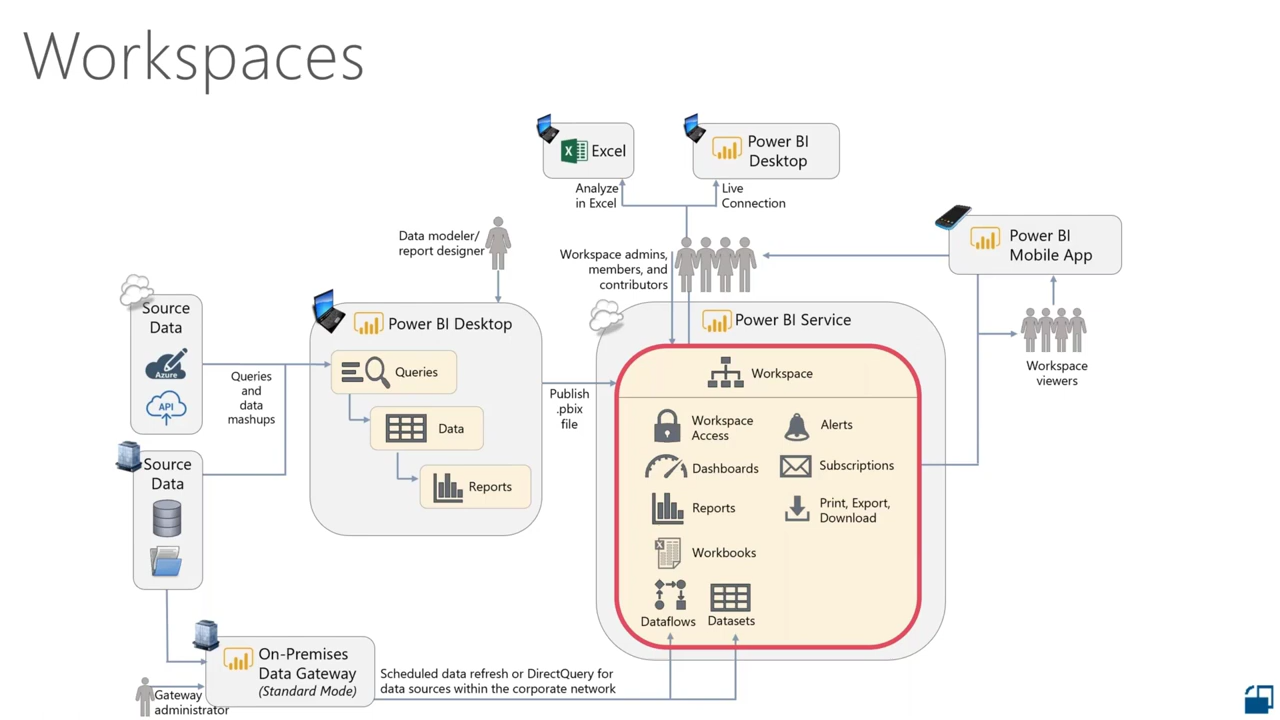 Workspaces
Excel
Power BI
Desktop
Analyze
in Excel
Live
Connection
Data modeler/
report designer
Workspace admins,
members, and
contributors
Power BI
Mobile App
Workspace
viewers
Source
Data
Azure
API
Queries
and
data
mashups
Source
Data
Power BI Desktop
Queries
Data
Reports
Publish
.pbix
file
Power BI Service
Workspace
Workspace
Access
Dashboards
Reports
Workbooks
Dataflows
Datasets
Alerts
Subscriptions
Print, Export,
Download
On-Premises
Data Gateway
(Standard Mode)
Gateway
administrator
Scheduled data refresh or DirectQuery for
data sources within the corporate network